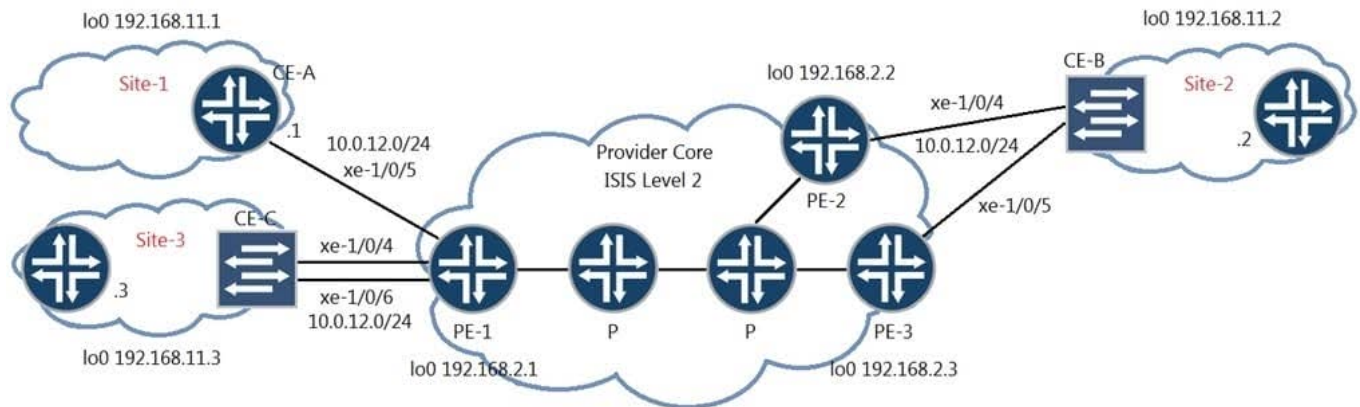 lo0 192.168.11.1
Site-1
CE-A
.1
10.0.12.0/24
xe-1/0/5
lo0 192.168.2.2
xe-1/0/4
10.0.12.0/24
xe-1/0/5
lo0 192.168.11.2
CE-B
Site-2
.2
Provider Core
ISIS Level 2
PE-2
Site-3
CE-C
.3
xe-1/0/4
xe-1/0/6
10.0.12.0/24
lo0 192.168.11.3
PE-1
P
P
PE-3
lo0 192.168.2.1
lo0 192.168.2.3